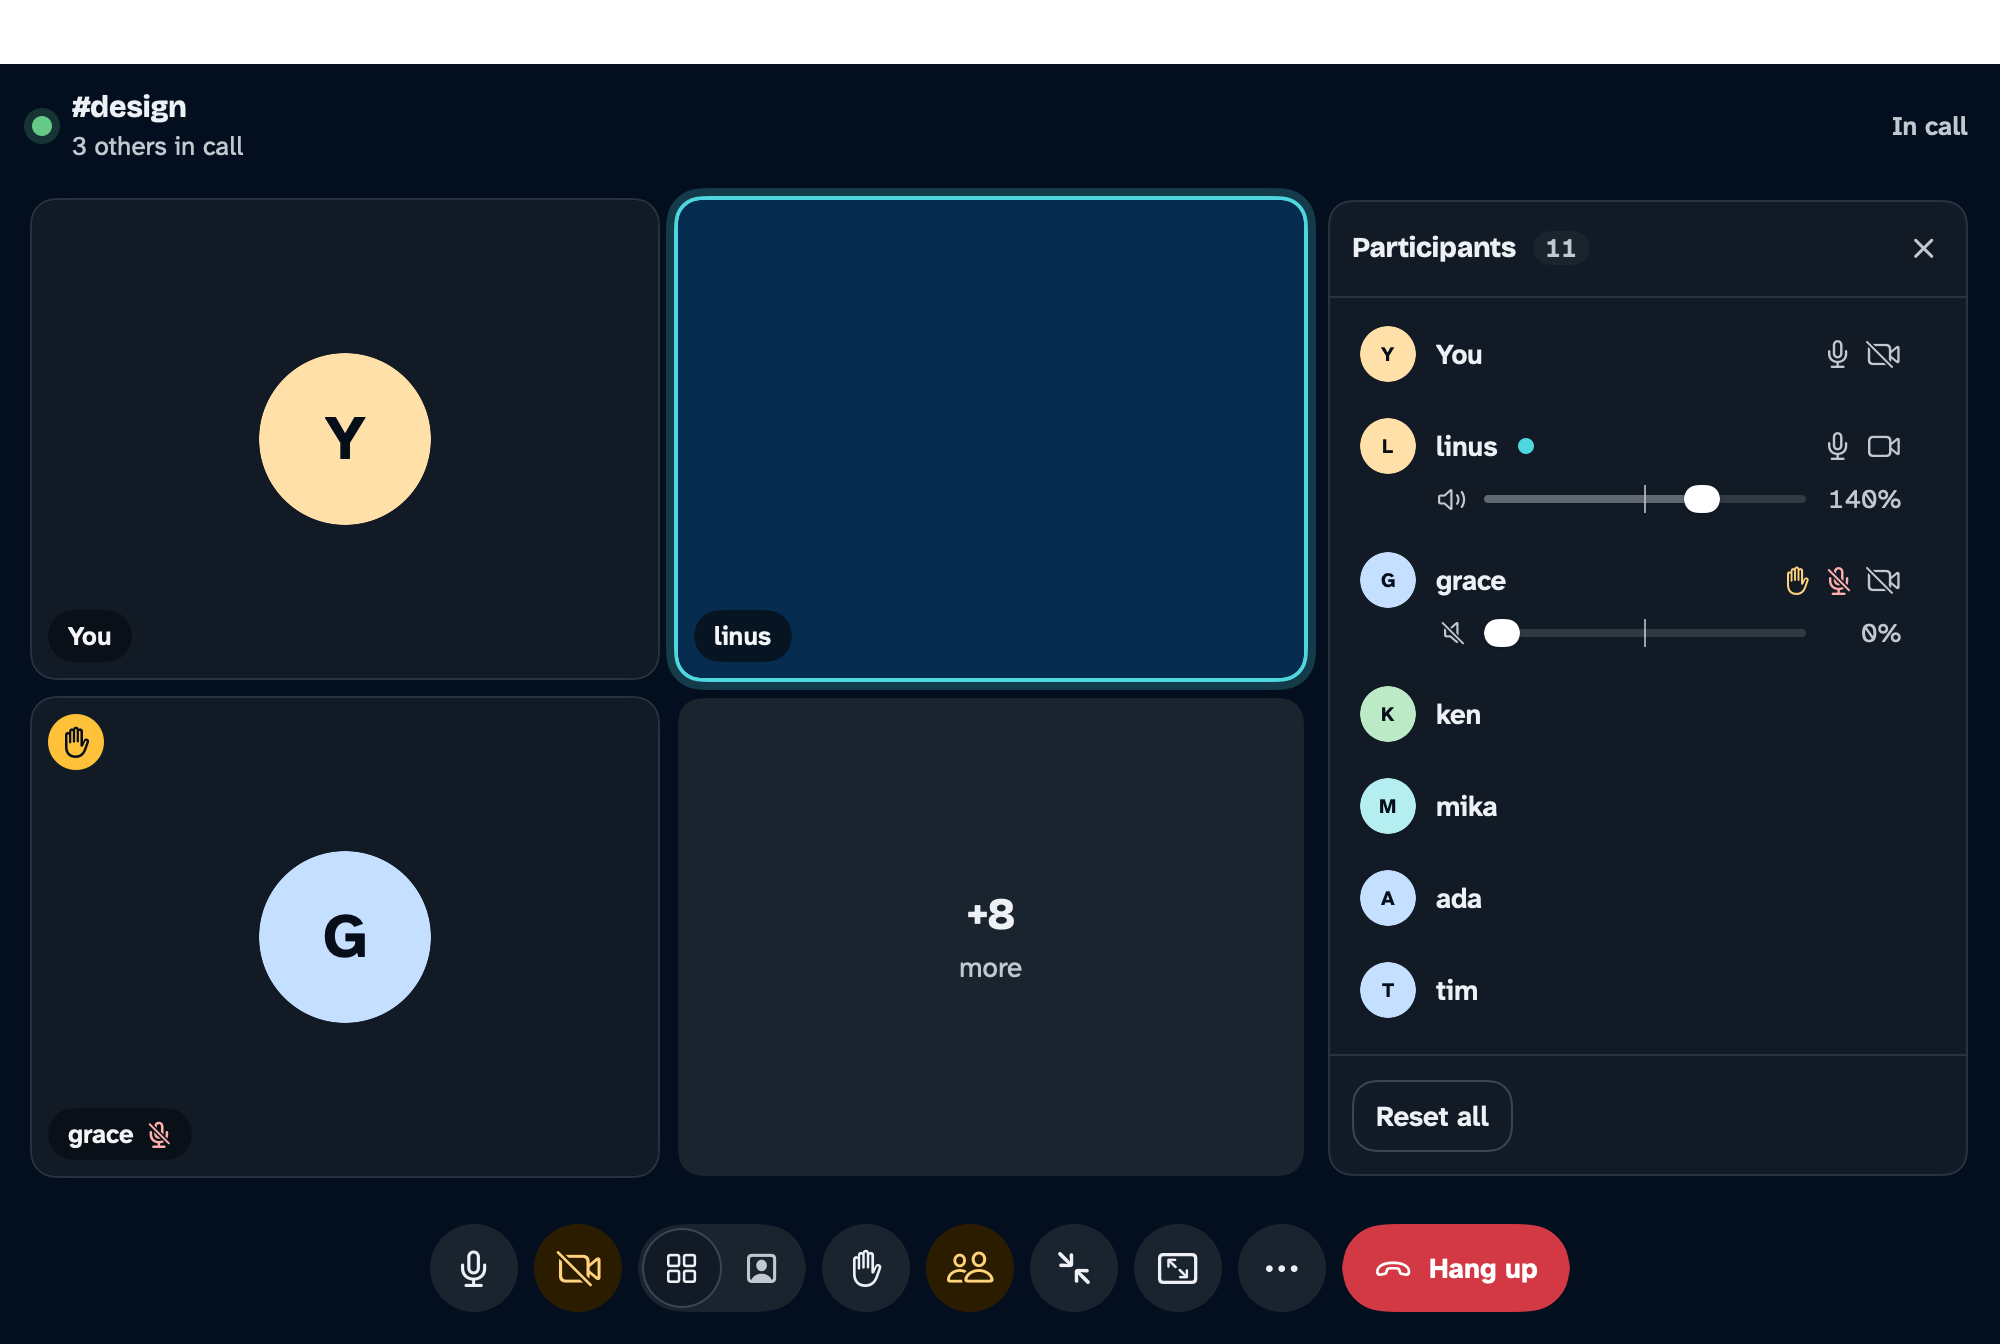 #design
3 others in call
In call
Y
You
linus
G
grace
+8
more
Participants 11
Y You
L linus
140%
G grace
0%
K ken
M mika
A ada
T tim
Reset all
Hang up